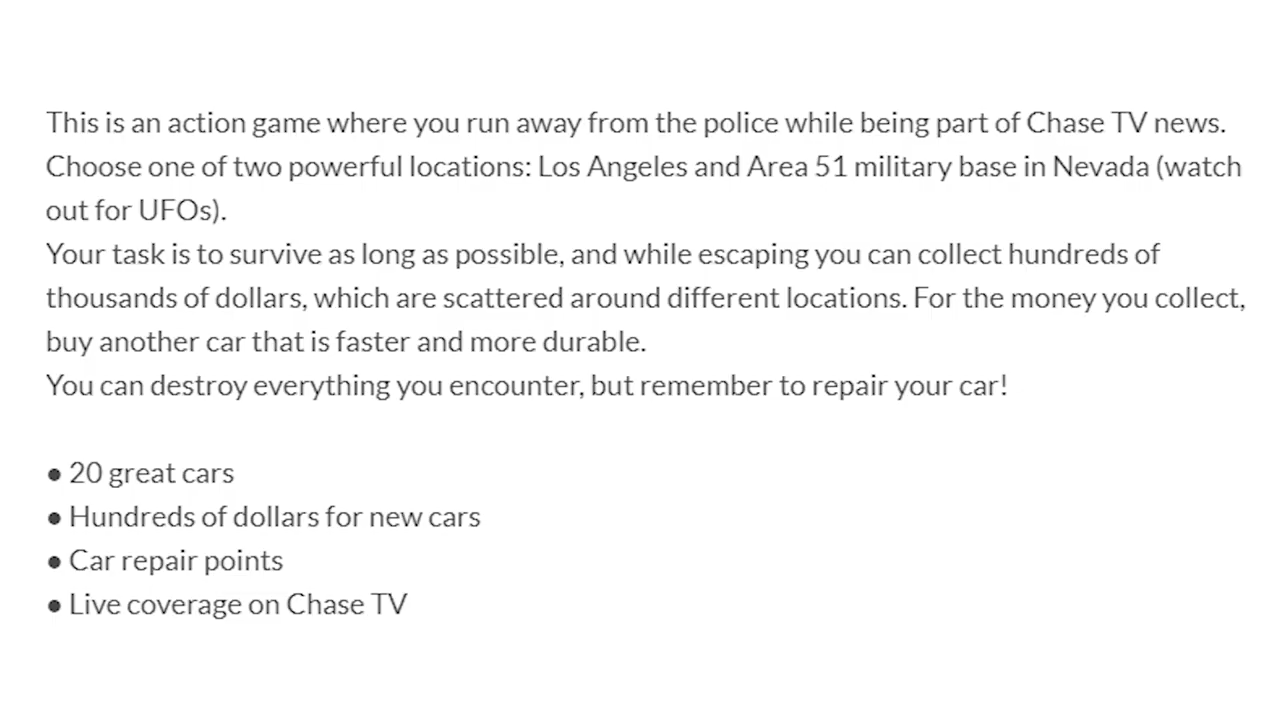 This is an action game where you run away from the police while being part of Chase TV news.
Choose one of two powerful locations: Los Angeles and Area 51 military base in Nevada (watch
out for UFOs).
Your task is to survive as long as possible, and while escaping you can collect hundreds of
thousands of dollars, which are scattered around different locations. For the money you collect,
buy another car that is faster and more durable.
You can destroy everything you encounter, but remember to repair your car!
● 20 great cars
● Hundreds of dollars for new cars
● Car repair points
● Live coverage on Chase TV